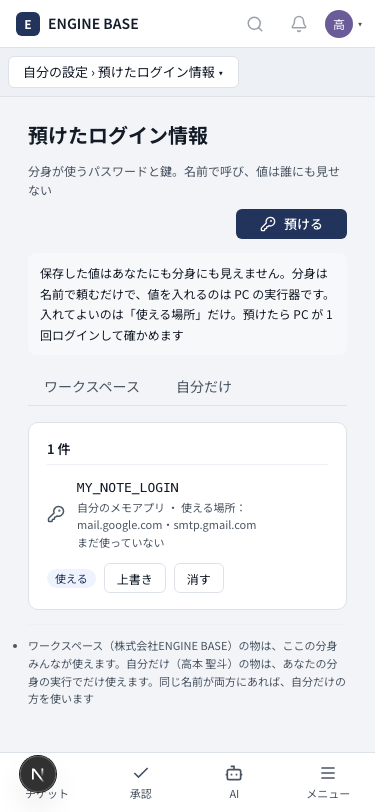 E ENGINE BASE 高
自分の設定 › 預けたログイン情報 ▾
預けたログイン情報
分身が使うパスワードと鍵。名前で呼び、値は誰にも見せ
ない
預ける
保存した値はあなたにも分身にも見えません。分身は
名前で頼むだけで、値を入れるのは PC の実行器です。
入れてよいのは「使える場所」だけ。預けたら PC が 1
回ログインして確かめます
ワークスペース 自分だけ
1 件
MY_NOTE_LOGIN
自分のメモアプリ ・ 使える場所：
mail.google.com・smtp.gmail.com
まだ使っていない
使える 上書き 消す
• ワークスペース（株式会社ENGINE BASE）の物は、ここの分身
みんなが使えます。自分だけ（高本 聖斗）の物は、あなたの分
身の実行でだけ使えます。同じ名前が両方にあれば、自分だけの
方を使います
N
ケット 承認 AI メニュー